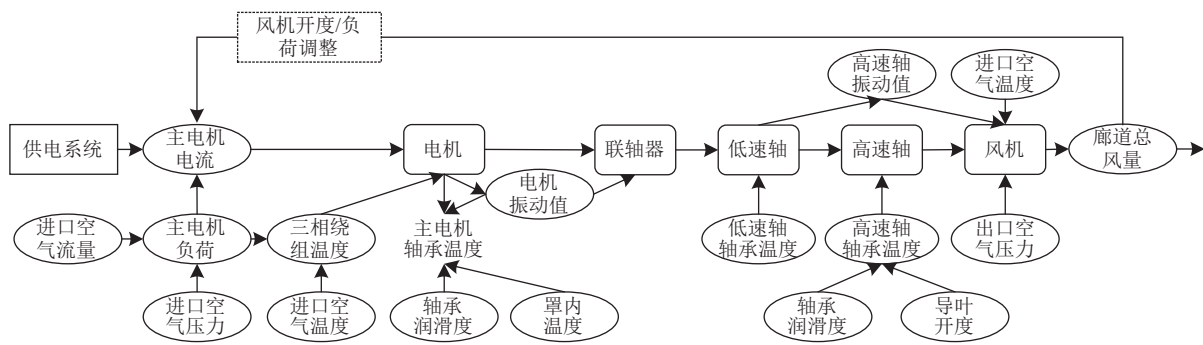 风机开度/负
荷调整
高速轴
振动值
进口空
气温度
供电系统
主电机
电流
电机
联轴器
低速轴
高速轴
风机
廊道总
风量
电机
振动值
进口空
气流量
主电机
负荷
三相绕
组温度
主电机
轴承温度
低速轴
轴承温度
高速轴
轴承温度
出口空
气压力
进口空
气压力
进口空
气温度
轴承
润滑度
罩内
温度
轴承
润滑度
导叶
开度